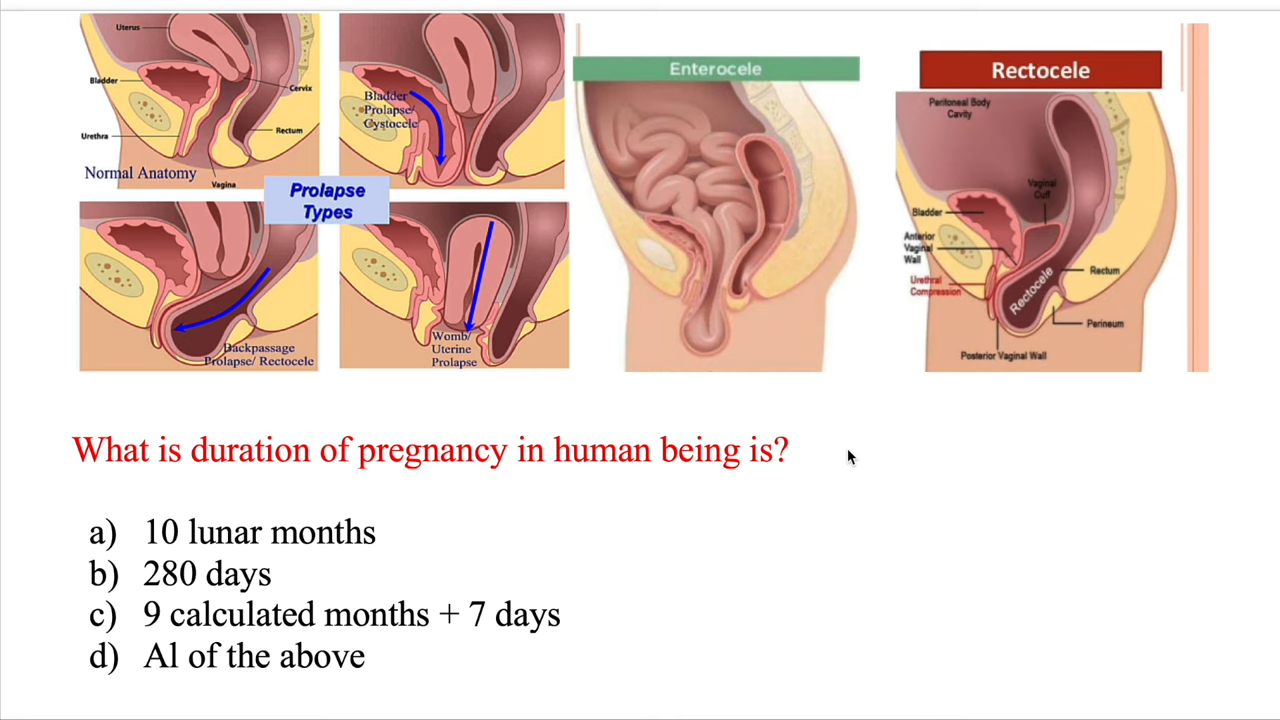 Uterus
Bladder
Cervix
Urethra
Rectum
Normal Anatomy
Vagina
Bladder
Prolapse/
Cystocele
Prolapse
Types
Backpassage
Prolapse/ Rectocele
Womb/
Uterine
Prolapse
Enterocele
Rectocele
Peritoneal Body
Cavity
Vaginal
Cuff
Bladder
Anterior
Vaginal
Wall
Urethral
Compression
Rectocele
Rectum
Perineum
Posterior Vaginal Wall
What is duration of pregnancy in human being is?
a) 10 lunar months
b) 280 days
c) 9 calculated months + 7 days
d) Al of the above